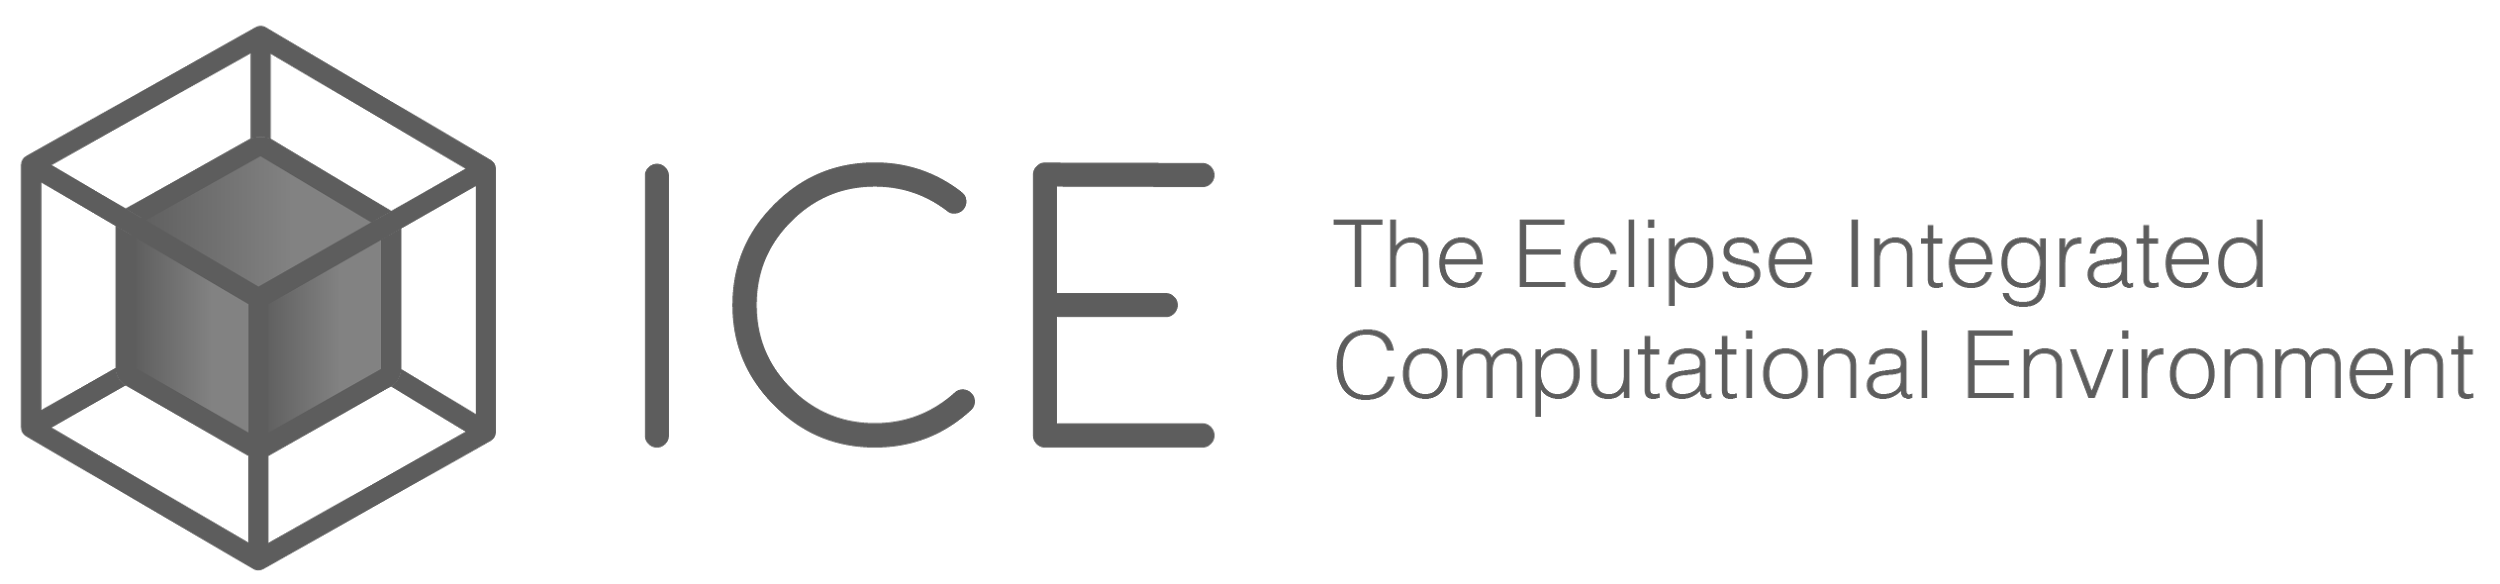 ICE
The Eclipse Integrated
Computational Environment